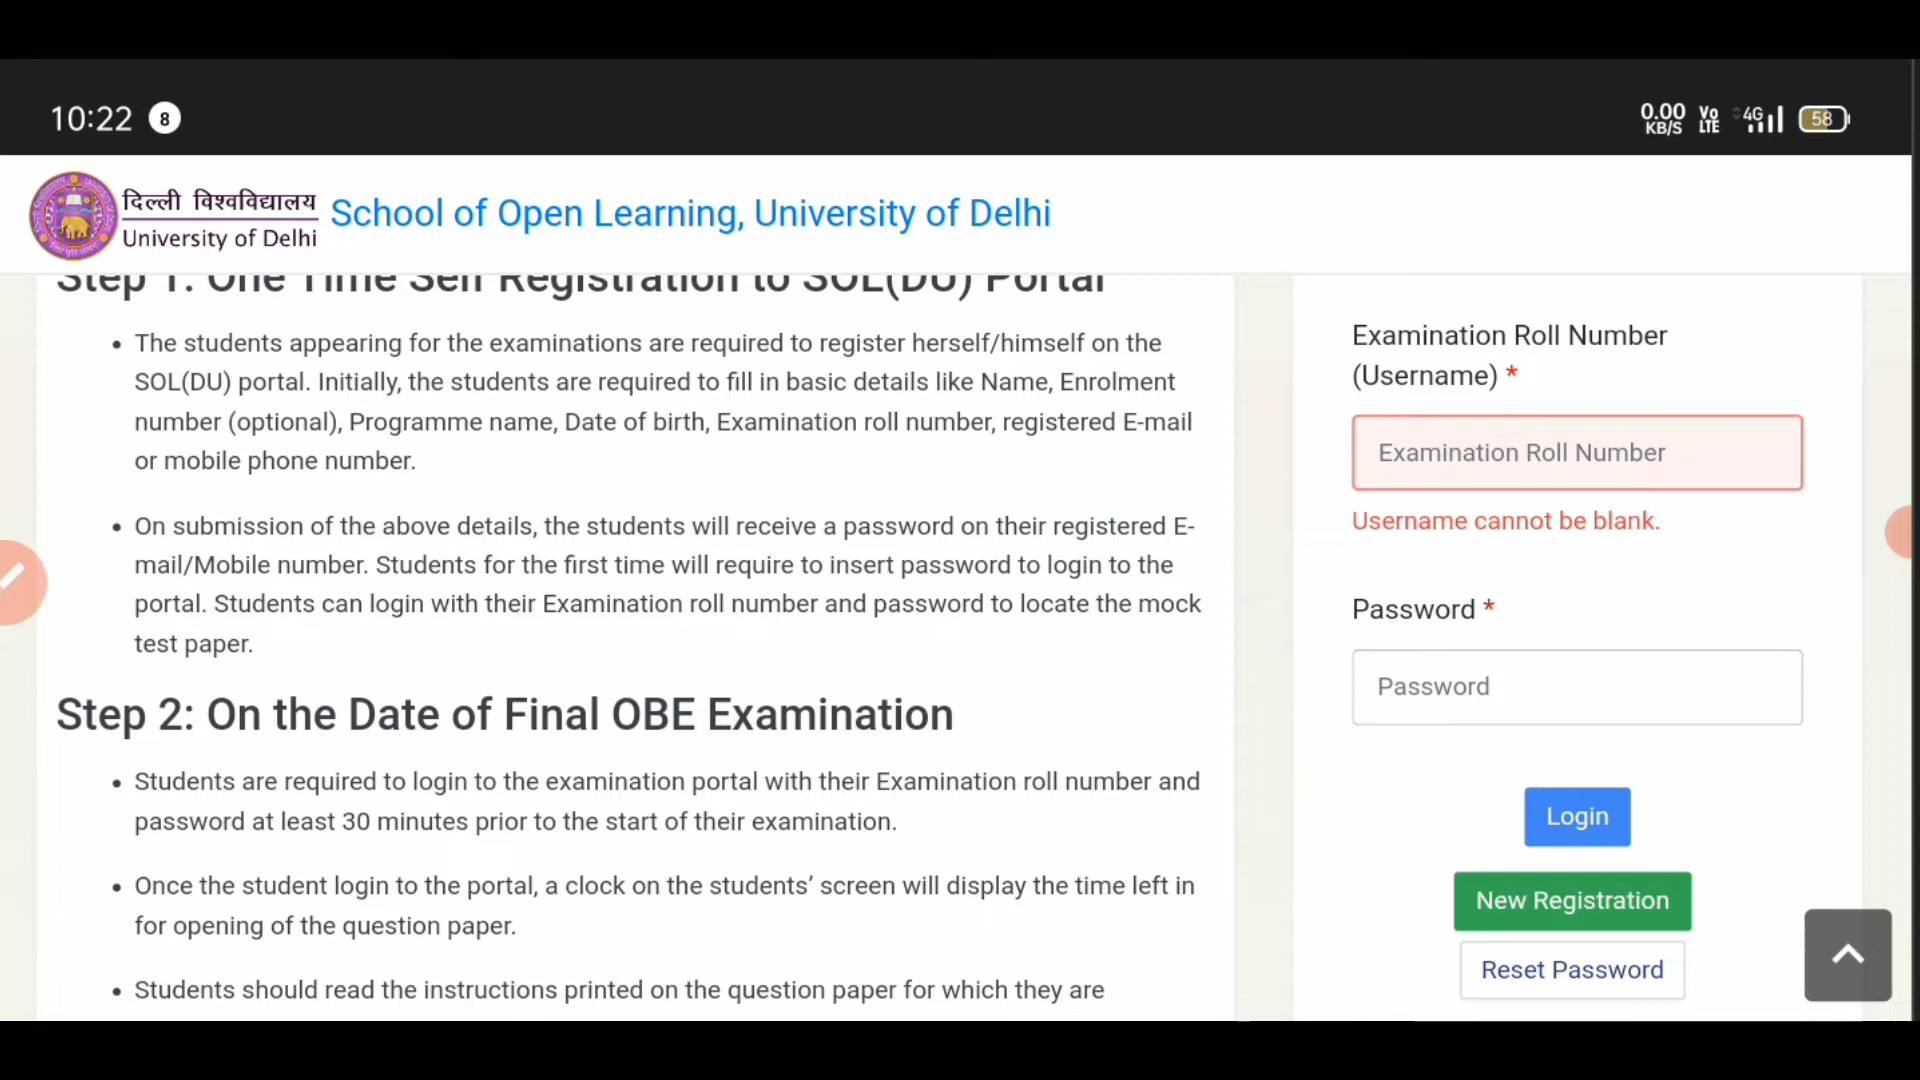 10:22 8
0.00 KB/S Vo LTE 4G 58
दिल्ली विश्वविद्यालय
University of Delhi
School of Open Learning, University of Delhi
Step 1: One Time Self Registration to SOL(DU) Portal
• The students appearing for the examinations are required to register herself/himself on the
SOL(DU) portal. Initially, the students are required to fill in basic details like Name, Enrolment
number (optional), Programme name, Date of birth, Examination roll number, registered E-mail
or mobile phone number.
• On submission of the above details, the students will receive a password on their registered E-
mail/Mobile number. Students for the first time will require to insert password to login to the
portal. Students can login with their Examination roll number and password to locate the mock
test paper.
Step 2: On the Date of Final OBE Examination
• Students are required to login to the examination portal with their Examination roll number and
password at least 30 minutes prior to the start of their examination.
• Once the student login to the portal, a clock on the students’ screen will display the time left in
for opening of the question paper.
• Students should read the instructions printed on the question paper for which they are
Examination Roll Number
(Username) *
Examination Roll Number
Username cannot be blank.
Password *
Password
Login
New Registration
Reset Password